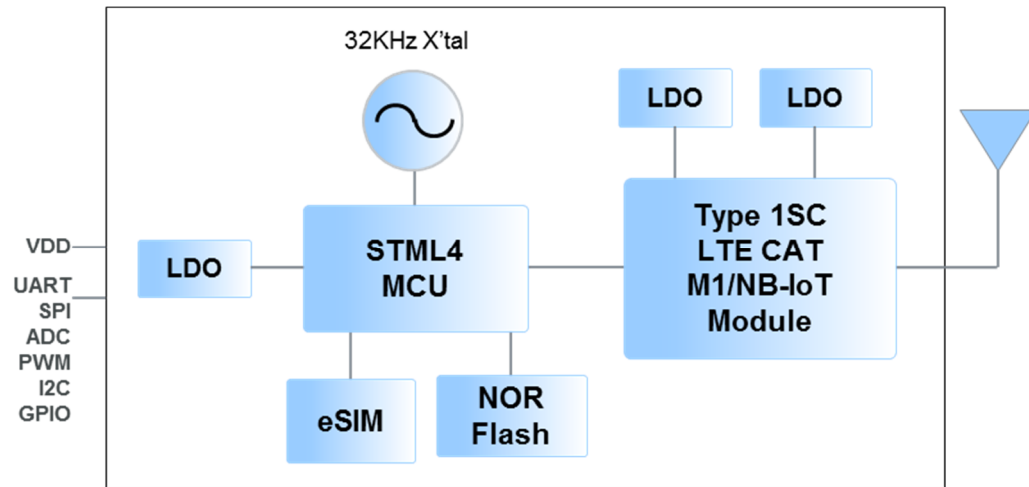 32KHz X'tal
LDO
LDO
Type 1SC
LTE CAT
M1/NB-IoT
Module
STML4
MCU
LDO
VDD
UART
SPI
ADC
PWM
I2C
GPIO
eSIM
NOR
Flash